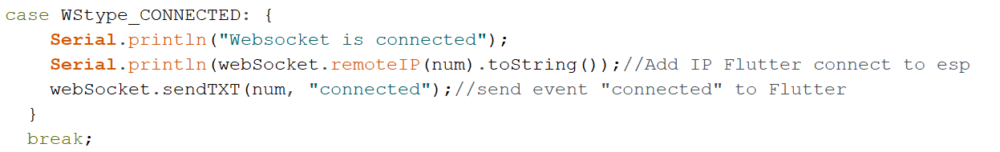 case WStype_CONNECTED: {
Serial.println("Websocket is connected");
Serial.println(webSocket.remoteIP(num).toString());//Add IP Flutter connect to esp
webSocket.sendTXT(num, "connected");//send event "connected" to Flutter
}
break;